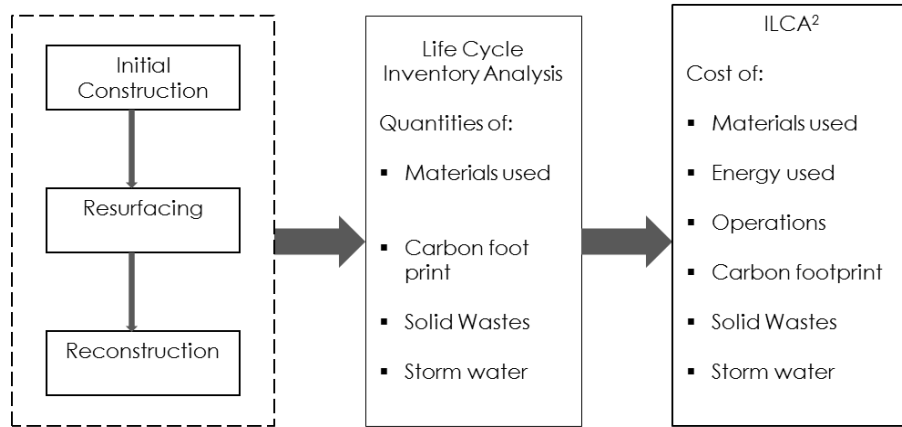 Initial
Construction
Resurfacing
Reconstruction
Life Cycle
Inventory Analysis
Quantities of:
▪ Materials used
▪ Carbon foot
print
▪ Solid Wastes
▪ Storm water
ILCA²
Cost of:
▪ Materials used
▪ Energy used
▪ Operations
▪ Carbon footprint
▪ Solid Wastes
▪ Storm water